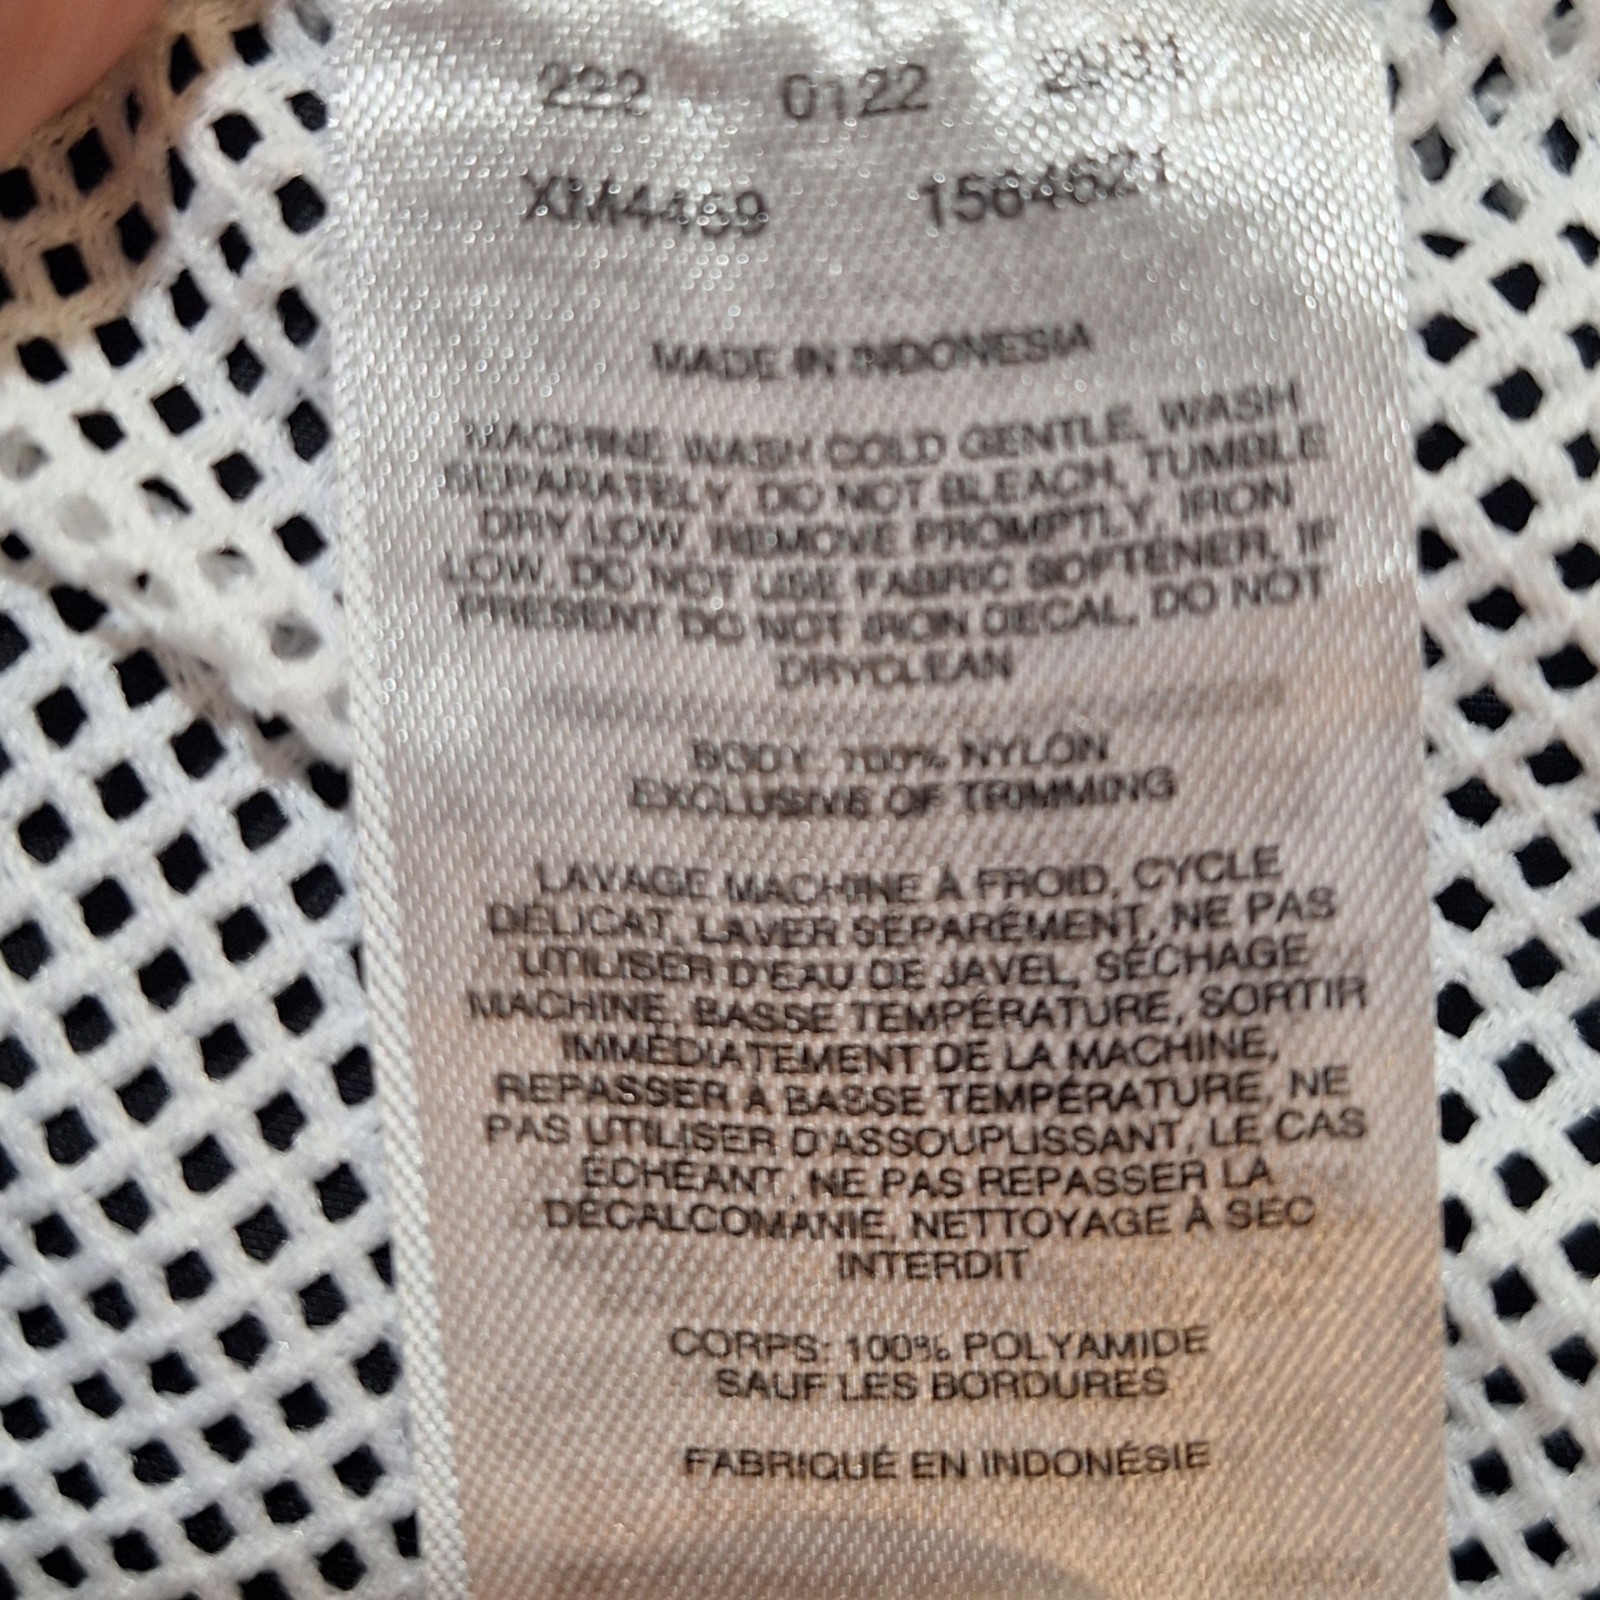 222 0122
XM4459 1564621
MADE IN INDONESIA
MACHINE WASH COLD GENTLE, WASH
SEPARATELY, DO NOT BLEACH, TUMBLE
DRY LOW, REMOVE PROMPTLY, IRON
LOW, DO NOT USE FABRIC SOFTENER, IF
PRESENT DO NOT IRON DECAL, DO NOT
DRYCLEAN
BODY: 100% NYLON
EXCLUSIVE OF TRIMMING
LAVAGE MACHINE À FROID, CYCLE
DÉLICAT, LAVER SÉPARÉMENT, NE PAS
UTILISER D'EAU DE JAVEL, SÉCHAGE
MACHINE, BASSE TEMPÉRATURE, SORTIR
IMMÉDIATEMENT DE LA MACHINE,
REPASSER À BASSE TEMPÉRATURE, NE
PAS UTILISER D'ASSOUPLISSANT, LE CAS
ÉCHÉANT, NE PAS REPASSER LA
DÉCALCOMANIE, NETTOYAGE À SEC
INTERDIT
CORPS: 100% POLYAMIDE
SAUF LES BORDURES
FABRIQUÉ EN INDONÉSIE